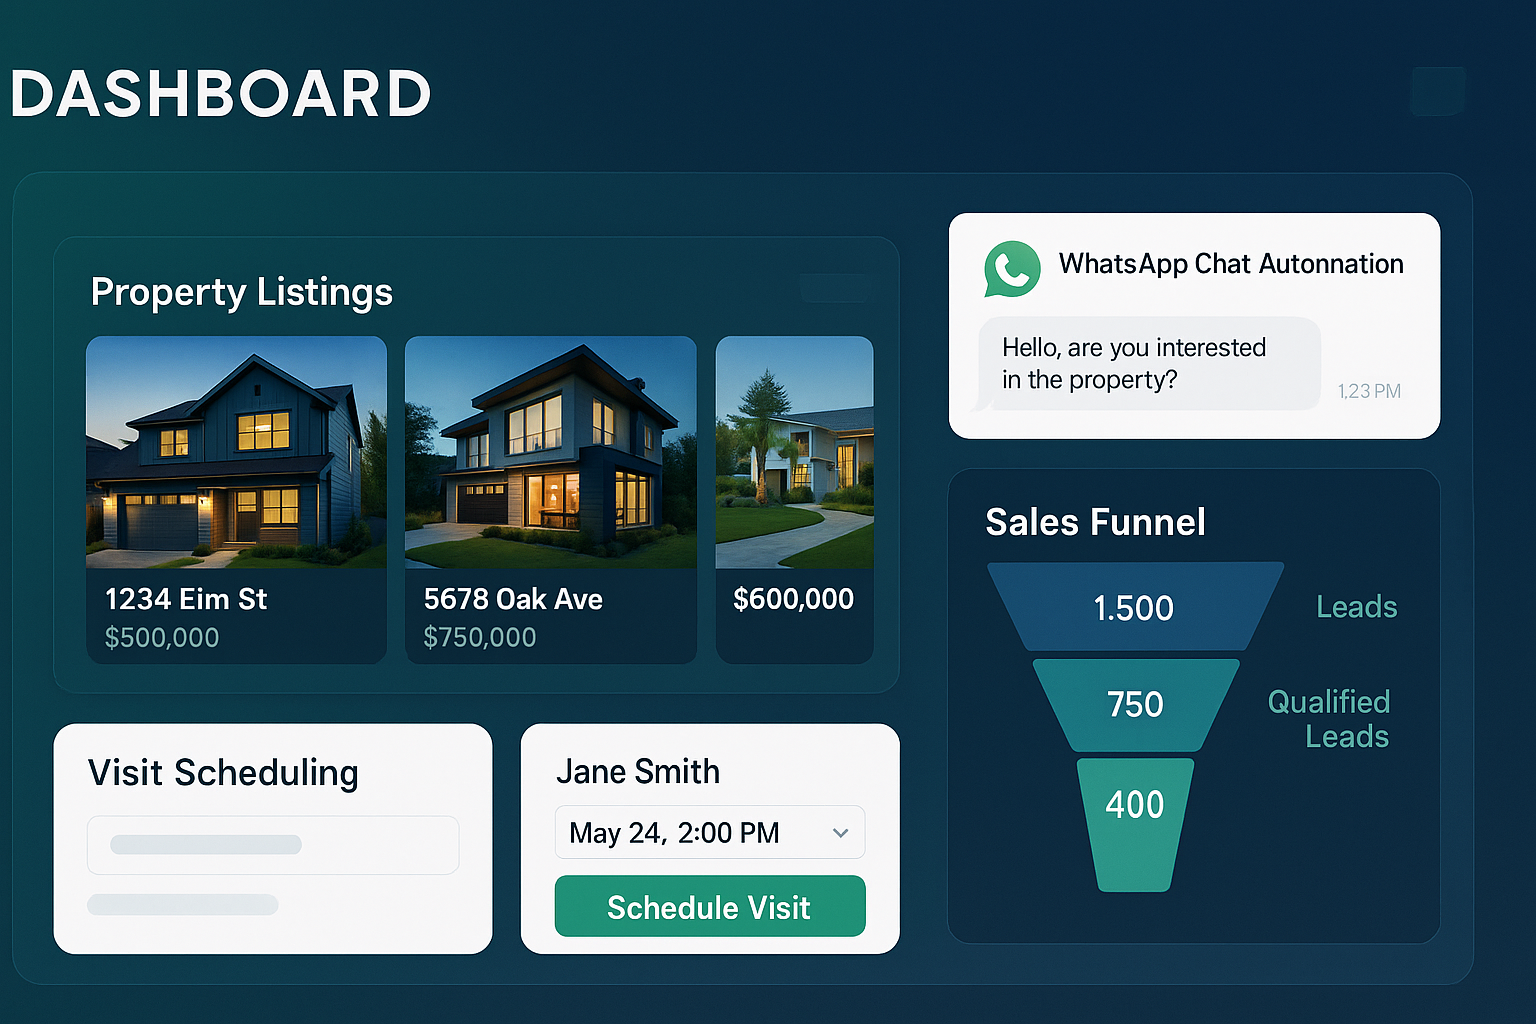 DASHBOARD
Property Listings
1234 Eim St
$500,000
5678 Oak Ave
$750,000
$600,000
WhatsApp Chat Autonnation
Hello, are you interested
in the property?
1,23 PM
Sales Funnel
1.500
Leads
750
Qualified
Leads
400
Visit Scheduling
Jane Smith
May 24, 2:00 PM
Schedule Visit